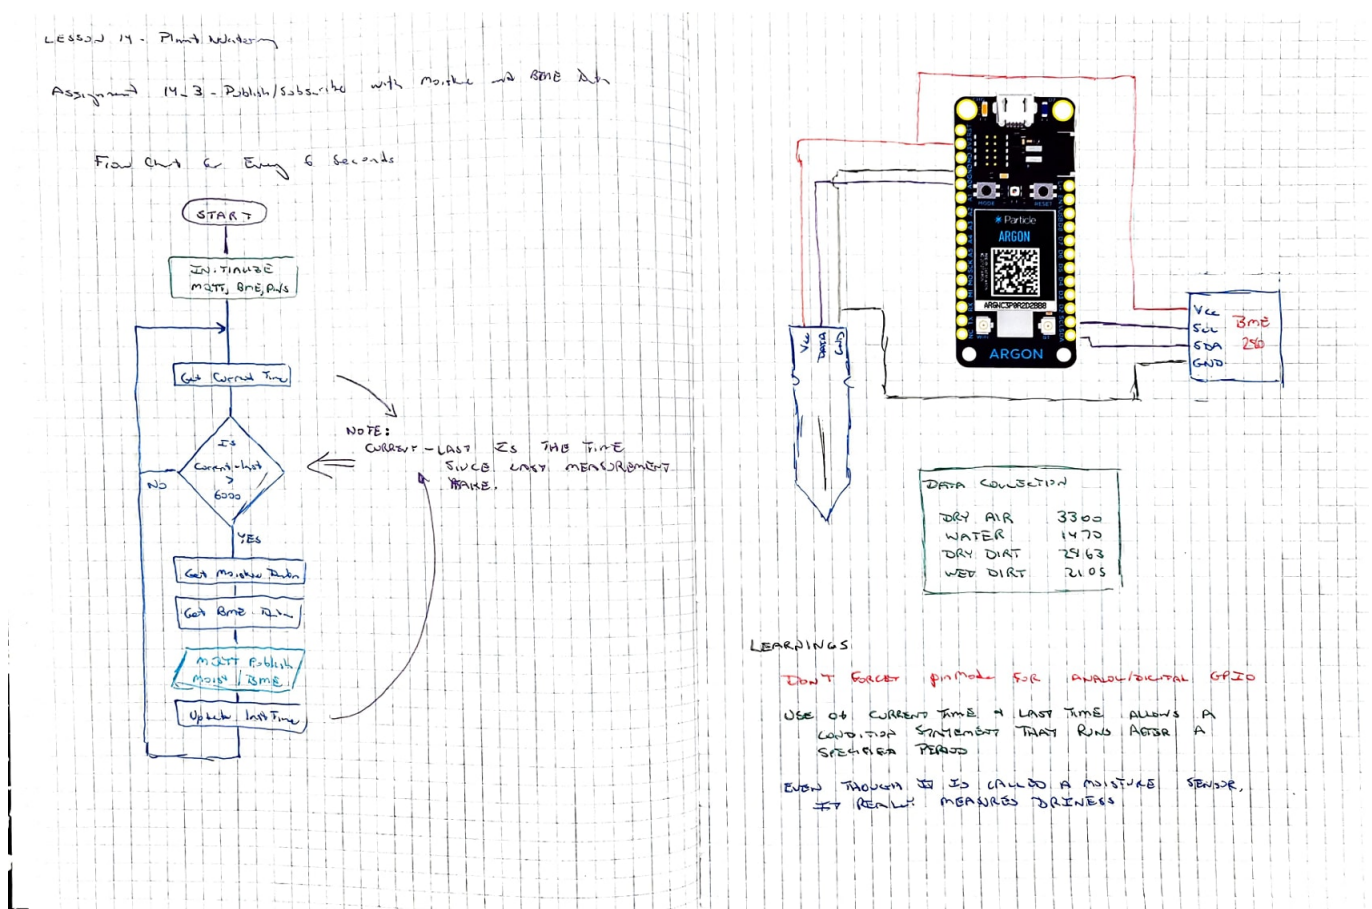 LESSON 14 - Plant Watering
Assignment 14_3 - Publish/Subscribe with Moisture and BME Data
Flow Chart for Every 6 Seconds
START
INITIALIZE
MQTT, BME, PINS
Get Current Time
IS
Current-last
>
6000
NO
YES
Get Moisture Data
Get BME Data
MQTT Publish
Moist / BME
Update Last Time
NOTE:
CURRENT-LAST IS THE TIME
SINCE LAST MEASUREMENT
Vcc
DATA
GND
MODE
RESET
Particle
ARGON
ARGON
Vcc
SCL
SDA
GND
BME
280
DATA COLLECTION
DRY AIR 3300
WATER 1470
DRY DIRT 2863
WET DIRT 2105
LEARNINGS
DON'T FORGET pinMode FOR ANALOG/DIGITAL GPIO
USE OF CURRENT TIME & LAST TIME ALLOWS A
CONDITION STATEMENT THAT RUNS AFTER A
SPECIFIED PERIOD
EVEN THOUGH IT IS CALLED A MOISTURE SENSOR,
IT REALLY MEASURES DRINESS